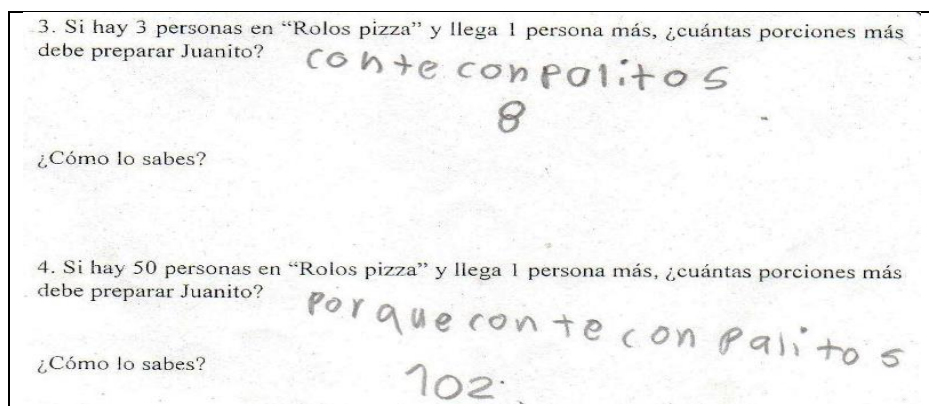 3. Si hay 3 personas en “Rolos pizza” y llega 1 persona más, ¿cuántas porciones más
debe preparar Juanito?
conte conpalitos
8
¿Cómo lo sabes?
4. Si hay 50 personas en “Rolos pizza” y llega 1 persona más, ¿cuántas porciones más
debe preparar Juanito?
Porque conte con palitos
¿Cómo lo sabes?
102